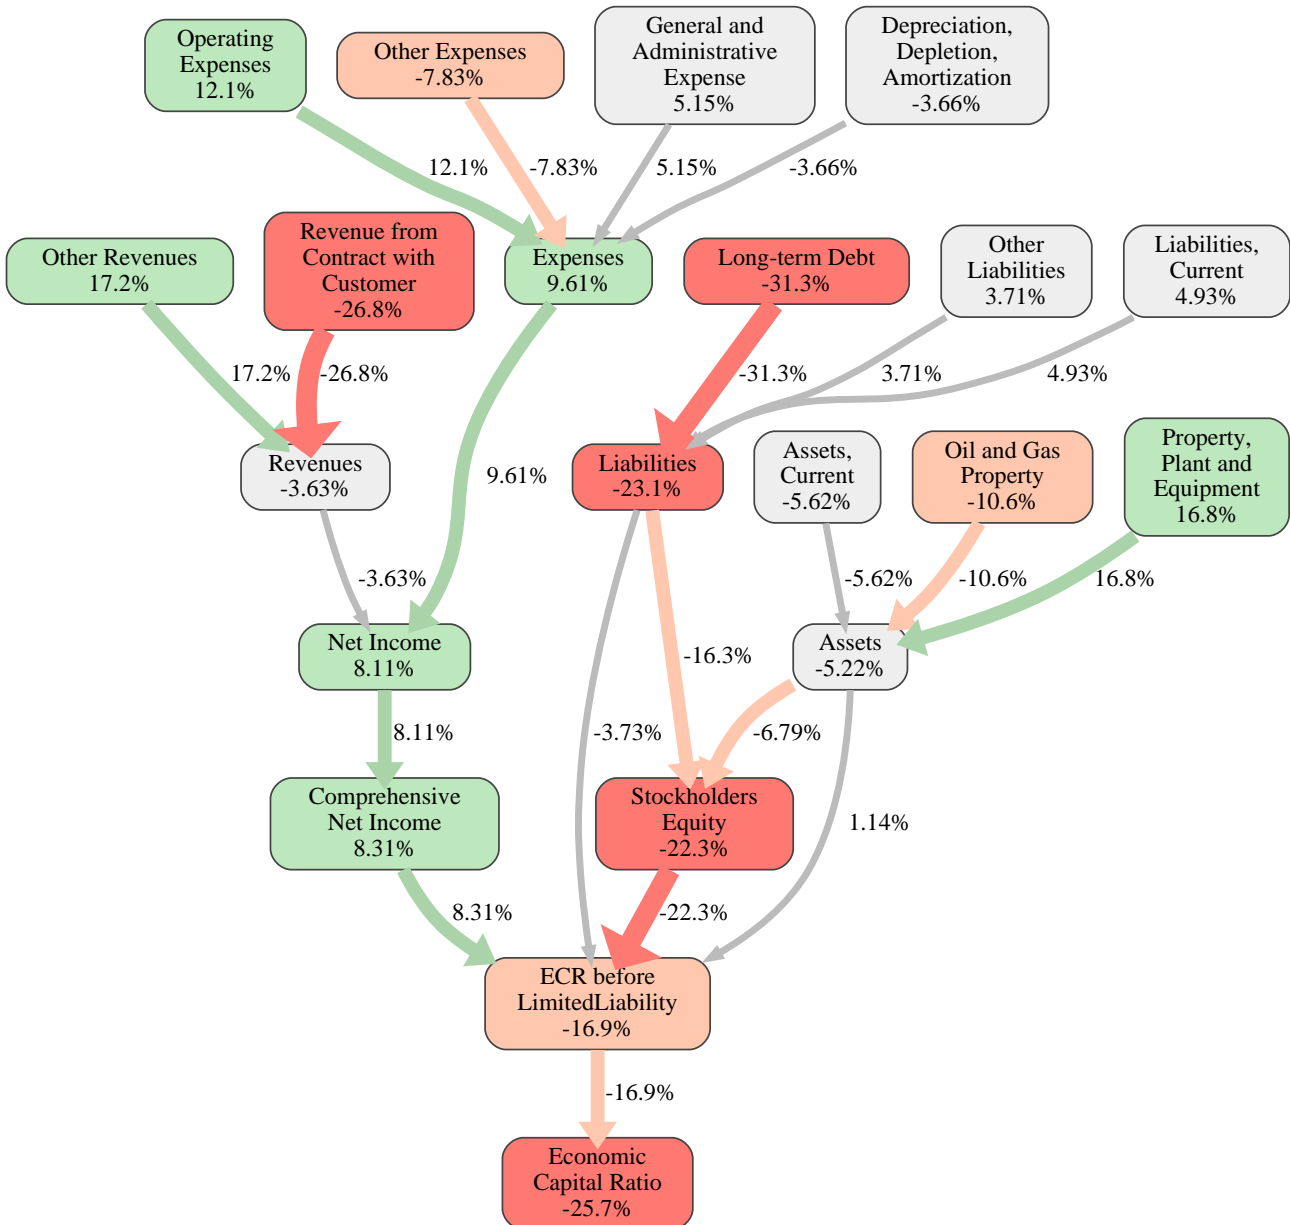 Operating
Expenses
12.1%
Other Expenses
-7.83%
General and
Administrative
Expense
5.15%
Depreciation,
Depletion,
Amortization
-3.66%
12.1%
-7.83%
5.15%
-3.66%
Other Revenues
17.2%
Revenue from
Contract with
Customer
-26.8%
Expenses
9.61%
Long-term Debt
-31.3%
Other
Liabilities
3.71%
Liabilities,
Current
4.93%
17.2%
-26.8%
-31.3%
3.71%
4.93%
Revenues
-3.63%
9.61%
Liabilities
-23.1%
Assets,
Current
-5.62%
Oil and Gas
Property
-10.6%
Property,
Plant and
Equipment
16.8%
-3.63%
-5.62%
-10.6%
16.8%
Net Income
8.11%
-16.3%
Assets
-5.22%
8.11%
-3.73%
-6.79%
Comprehensive
Net Income
8.31%
Stockholders
Equity
-22.3%
1.14%
8.31%
-22.3%
ECR before
LimitedLiability
-16.9%
-16.9%
Economic
Capital Ratio
-25.7%